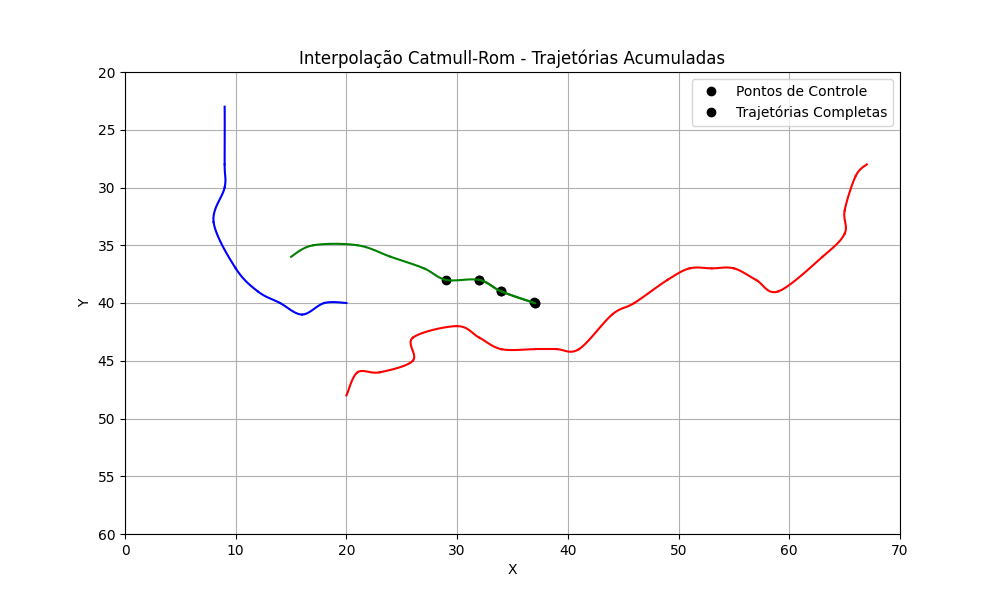 Interpolação Catmull-Rom - Trajetórias Acumuladas
Pontos de Controle
Trajetórias Completas
20
25
30
35
40
45
50
55
60
Y
0 10 20 30 40 50 60 70
X